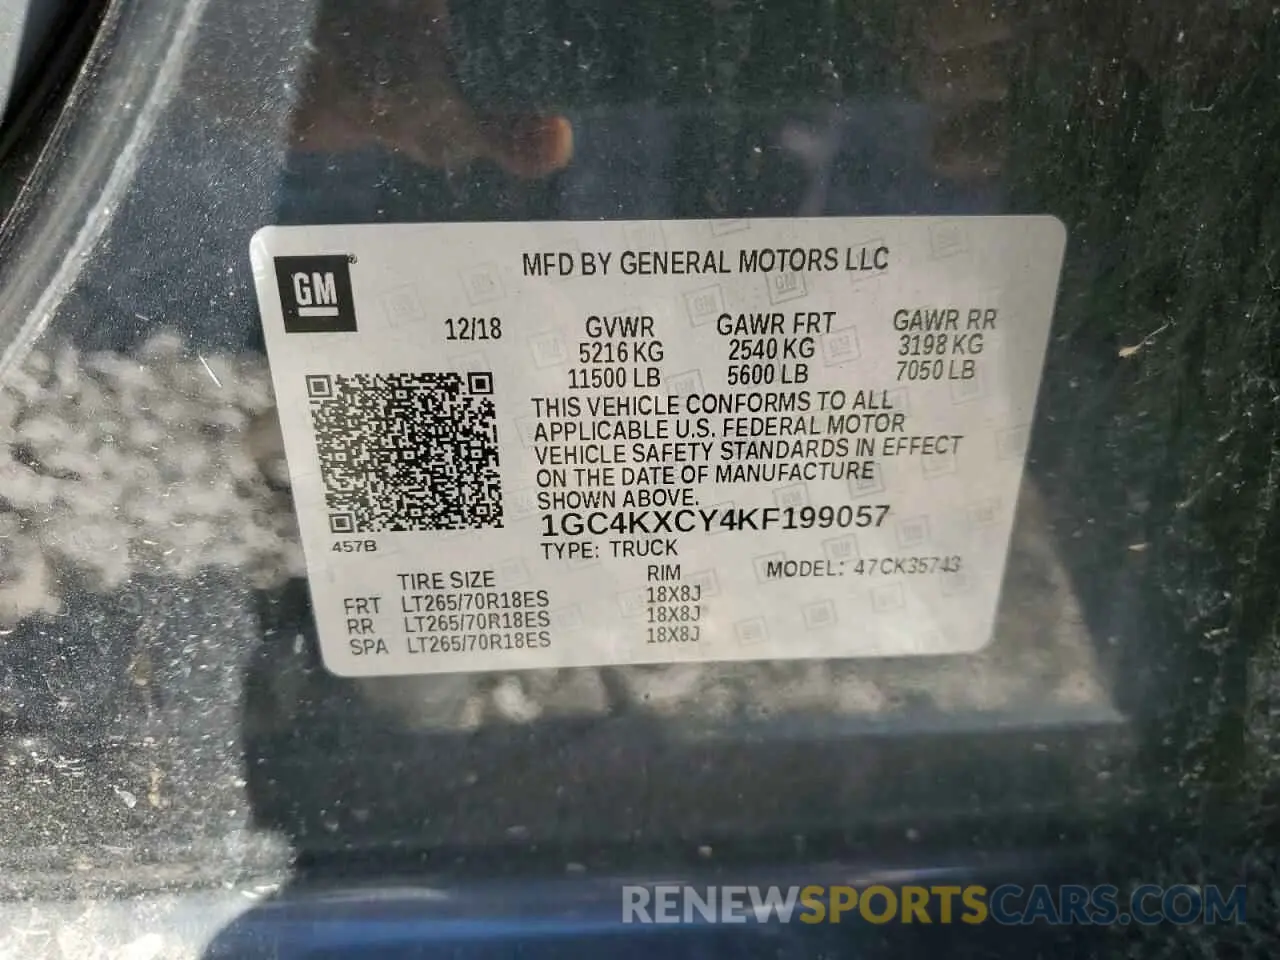 GM®
MFD BY GENERAL MOTORS LLC
12/18
GVWR
5216 KG
11500 LB
GAWR FRT
2540 KG
5600 LB
GAWR RR
3198 KG
7050 LB
THIS VEHICLE CONFORMS TO ALL
APPLICABLE U.S. FEDERAL MOTOR
VEHICLE SAFETY STANDARDS IN EFFECT
ON THE DATE OF MANUFACTURE
SHOWN ABOVE.
1GC4KXCY4KF199057
457B
TYPE: TRUCK
MODEL: 47CK35743
TIRE SIZE RIM
FRT LT265/70R18ES 18X8J
RR LT265/70R18ES 18X8J
SPA LT265/70R18ES 18X8J
RENEWSPORTSCARS.COM